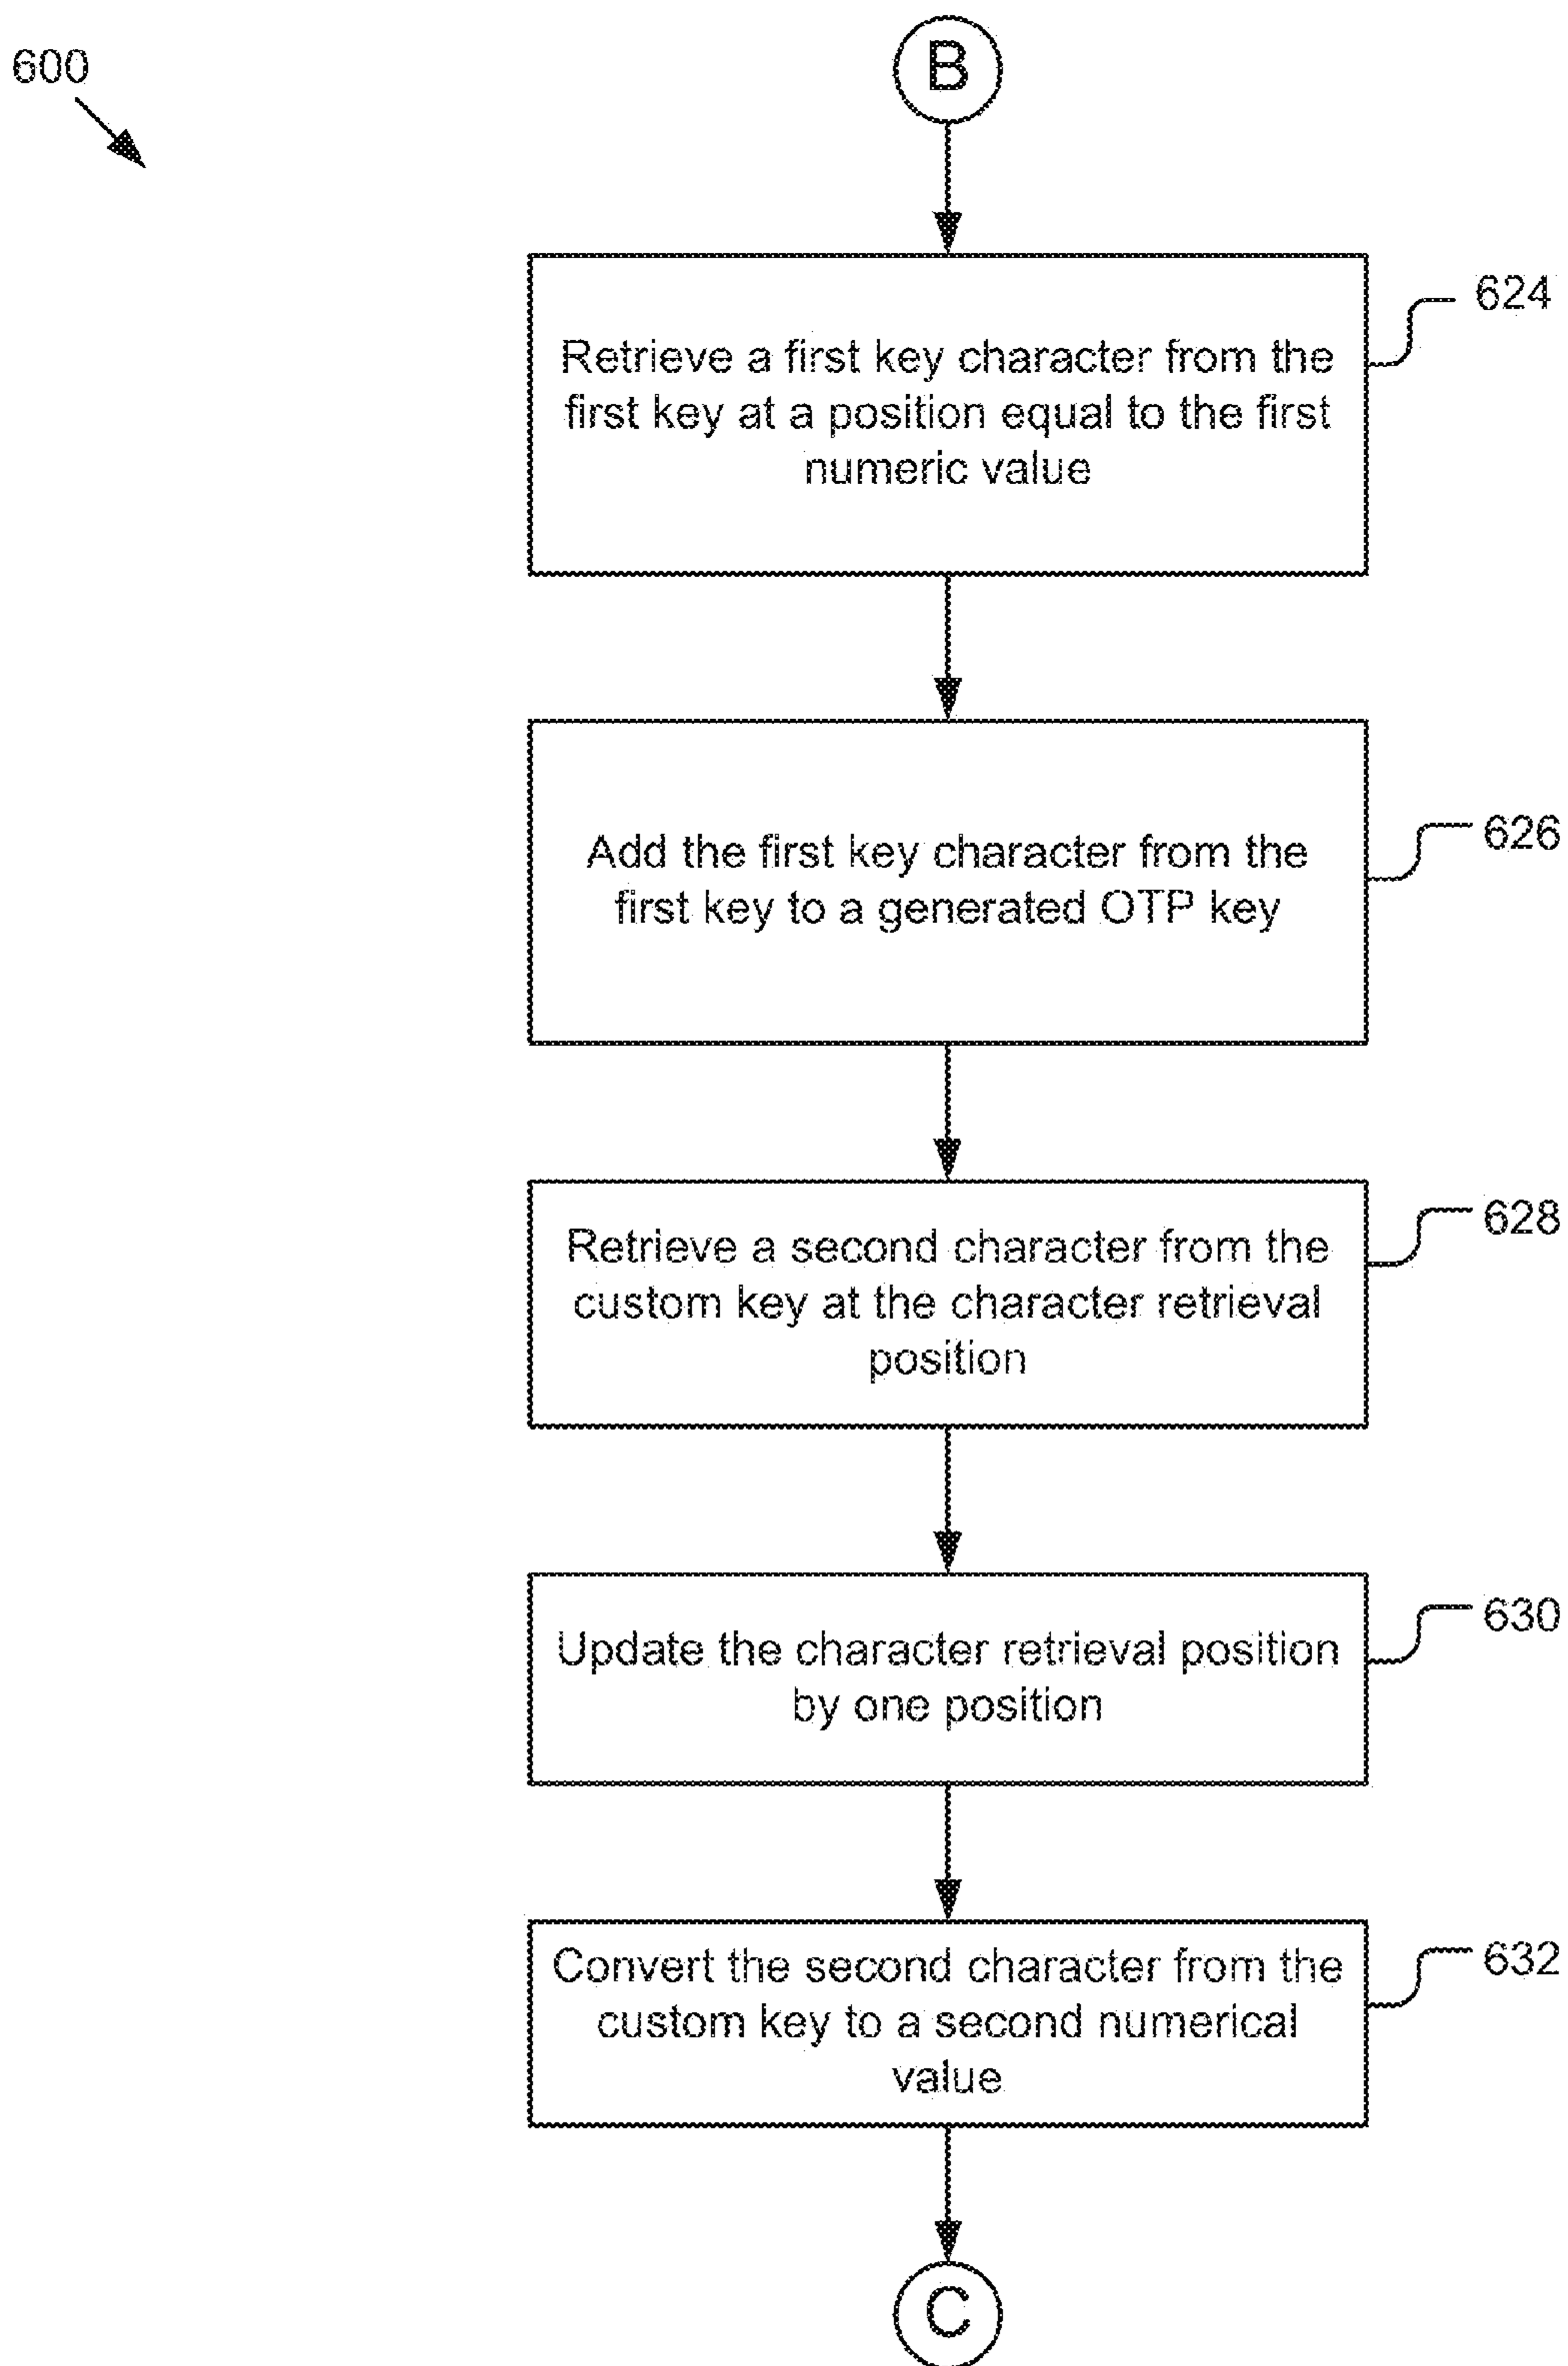 600
B
624
Retrieve a first key character from the
first key at a position equal to the first
numeric value
626
Add the first key character from the
first key to a generated OTP key
628
Retrieve a second character from the
custom key at the character retrieval
position
630
Update the character retrieval position
by one position
632
Convert the second character from the
custom key to a second numerical
value
C